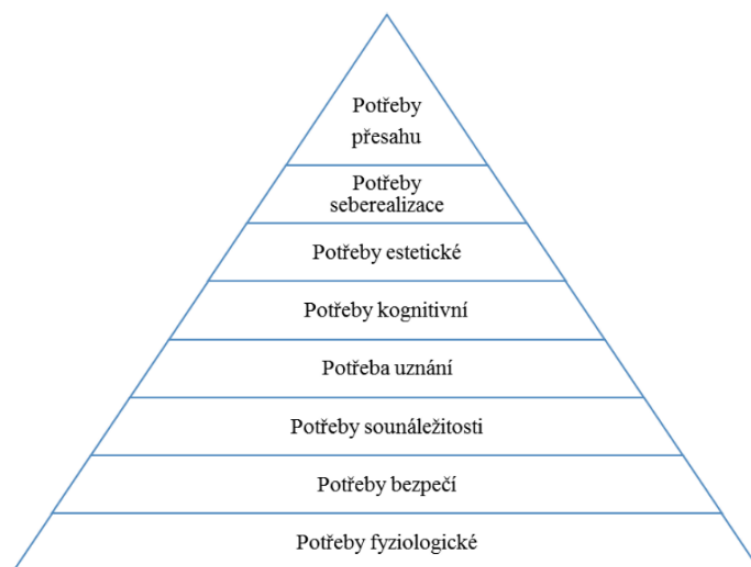 Potřeby
přesahu
Potřeby
seberealizace
Potřeby estetické
Potřeby kognitivní
Potřeba uznání
Potřeby sounáležitosti
Potřeby bezpečí
Potřeby fyziologické